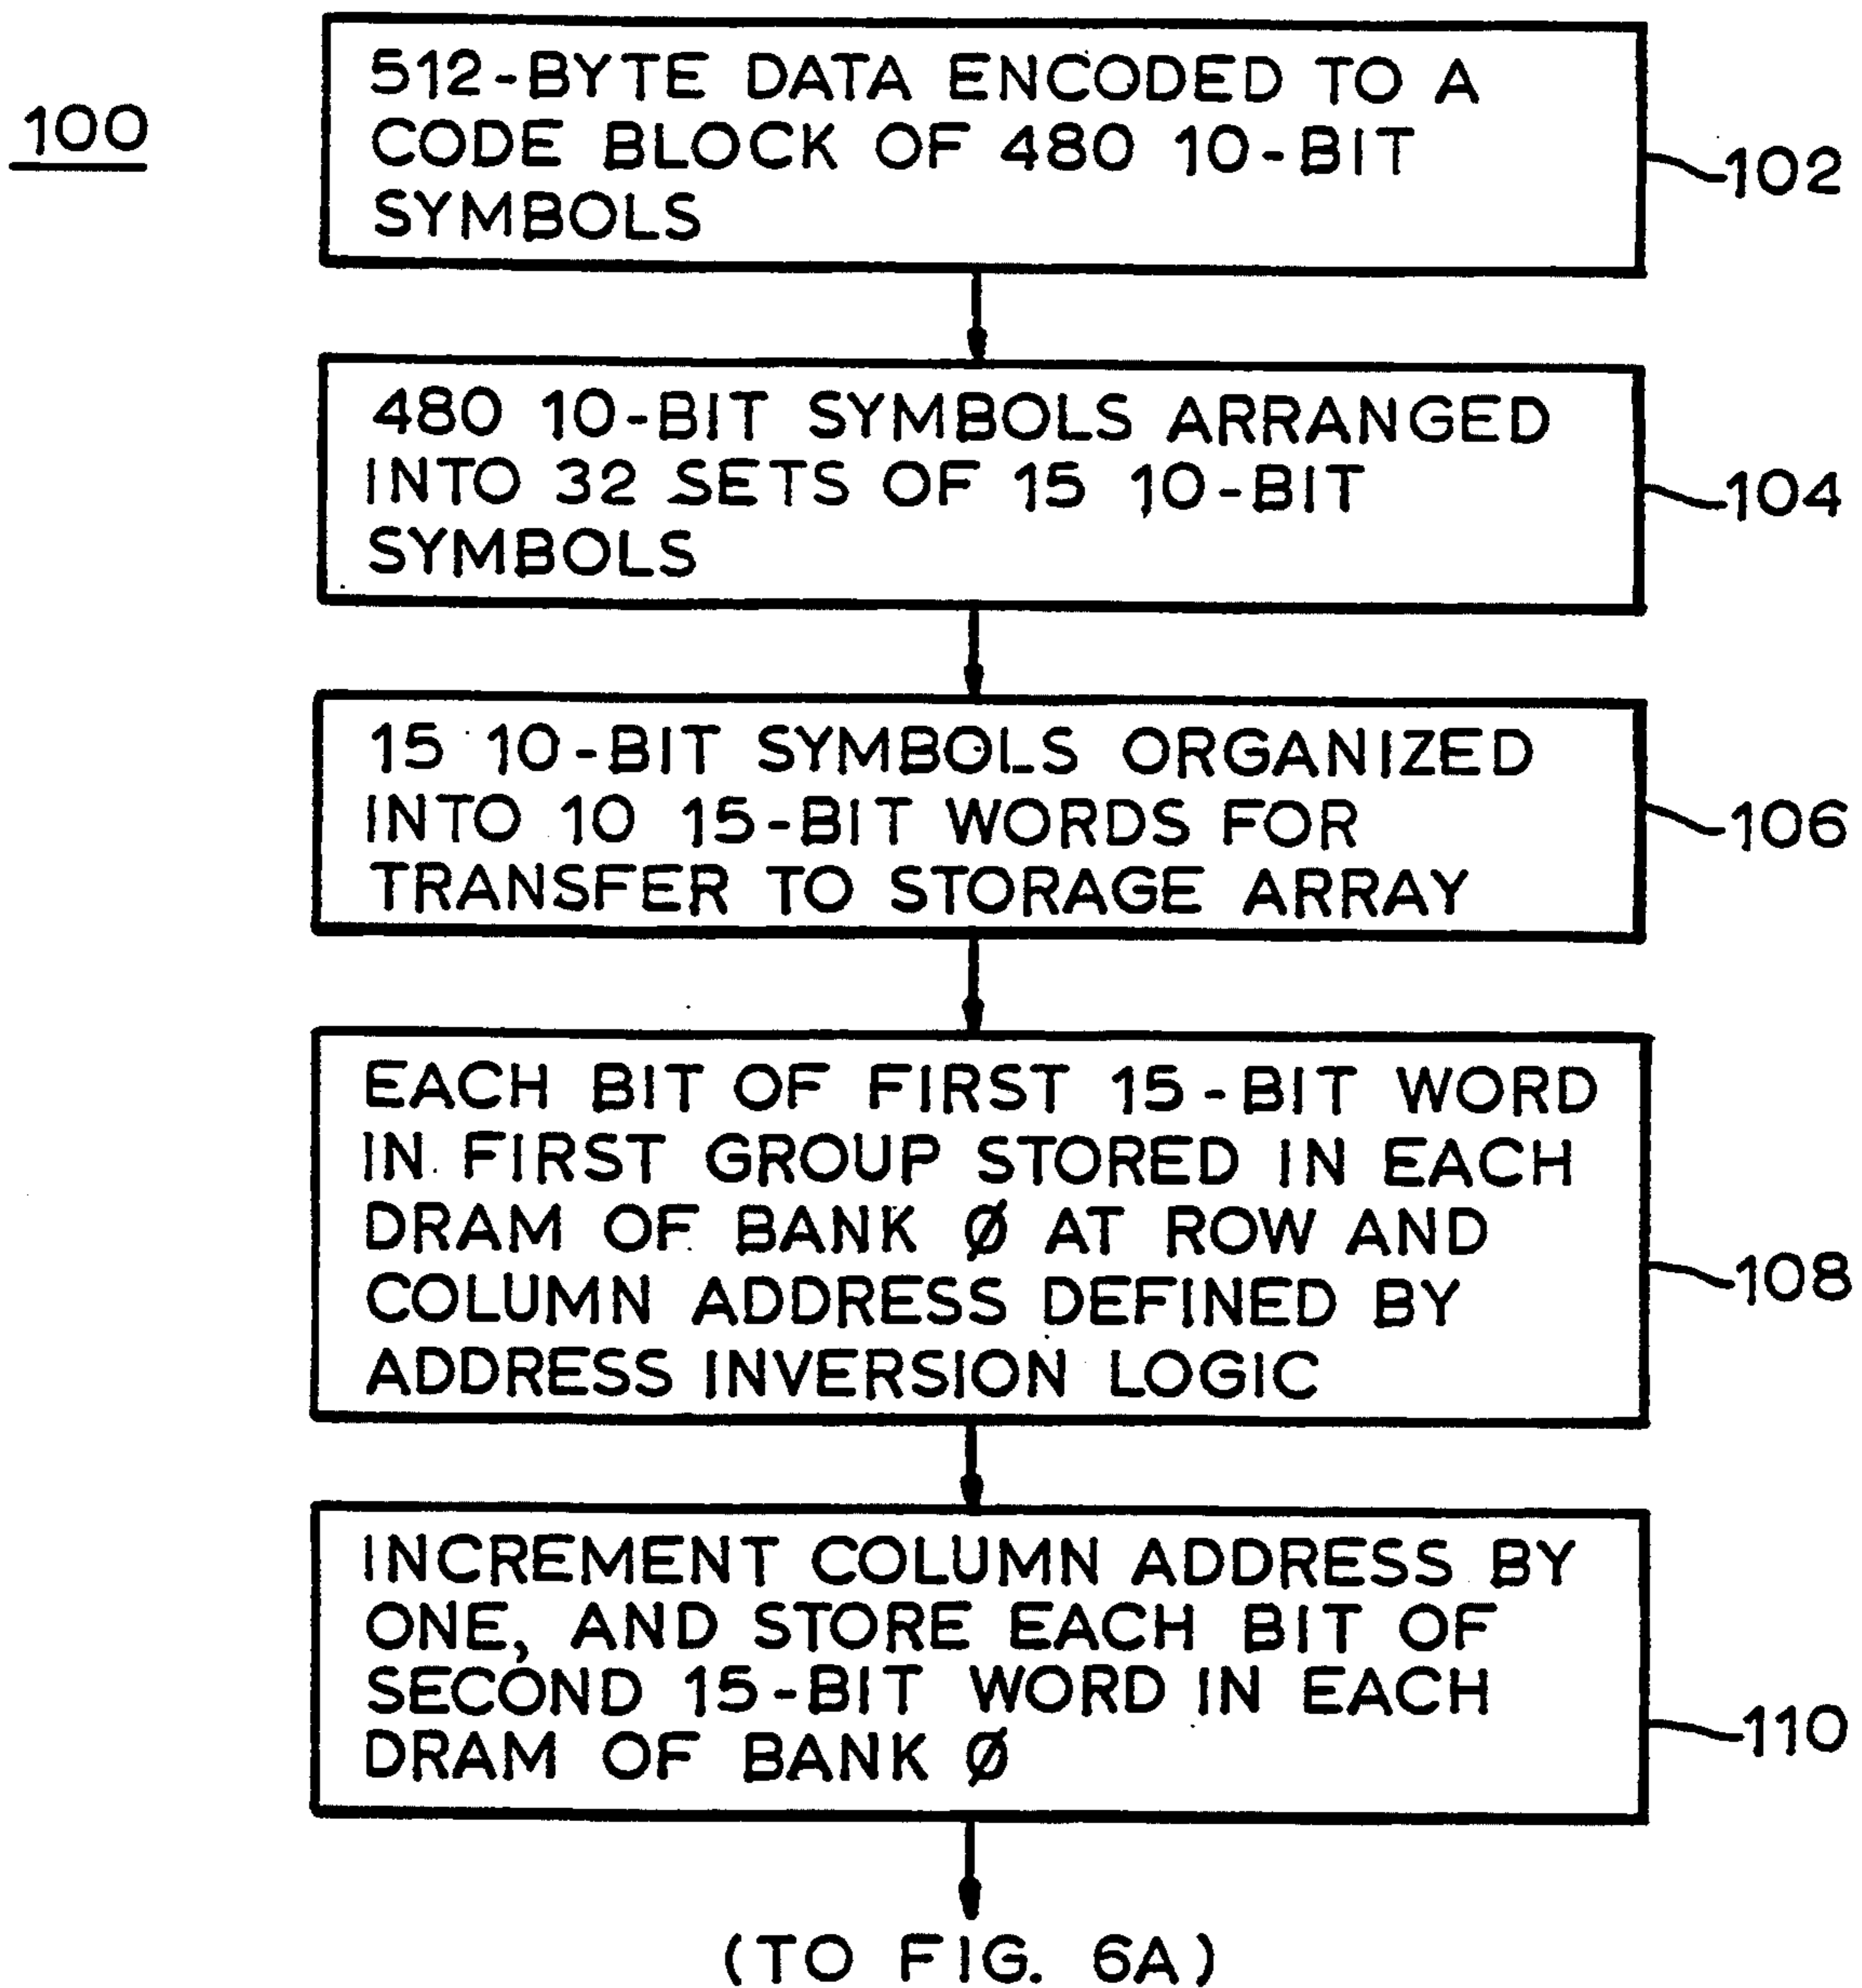 100
512-BYTE DATA ENCODED TO A
CODE BLOCK OF 480 10-BIT
SYMBOLS
102
480 10-BIT SYMBOLS ARRANGED
INTO 32 SETS OF 15 10-BIT
SYMBOLS
104
15 10-BIT SYMBOLS ORGANIZED
INTO 10 15-BIT WORDS FOR
TRANSFER TO STORAGE ARRAY
106
EACH BIT OF FIRST 15-BIT WORD
IN FIRST GROUP STORED IN EACH
DRAM OF BANK Ø AT ROW AND
COLUMN ADDRESS DEFINED BY
ADDRESS INVERSION LOGIC
108
INCREMENT COLUMN ADDRESS BY
ONE, AND STORE EACH BIT OF
SECOND 15-BIT WORD IN EACH
DRAM OF BANK Ø
110
(TO FIG. 6A)